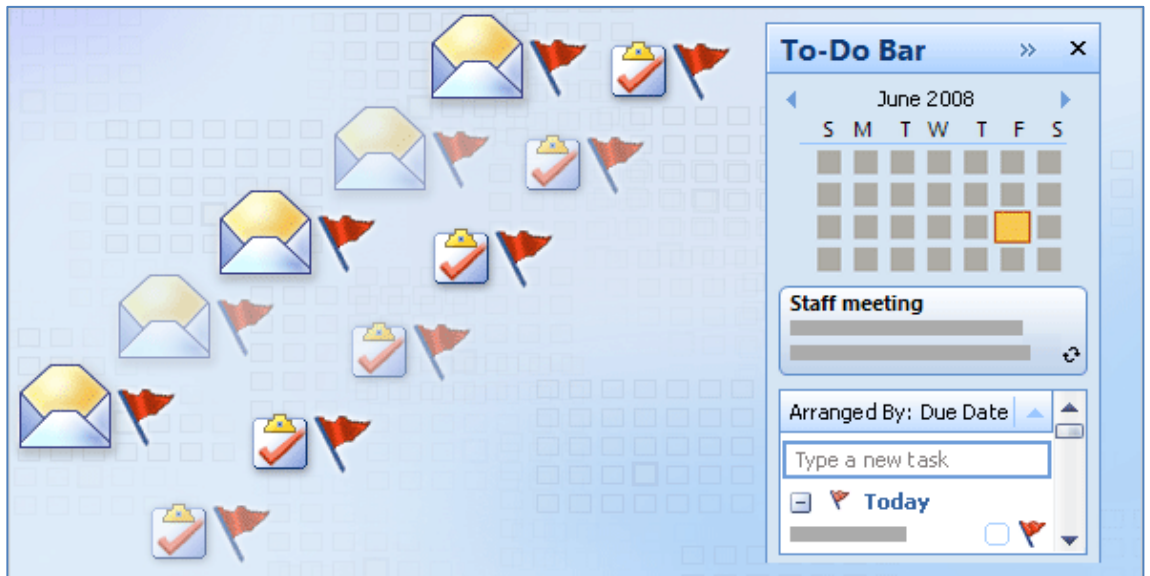 To-Do Bar
June 2008
S M T W T F S
Staff meeting
Arranged By: Due Date
Type a new task
Today